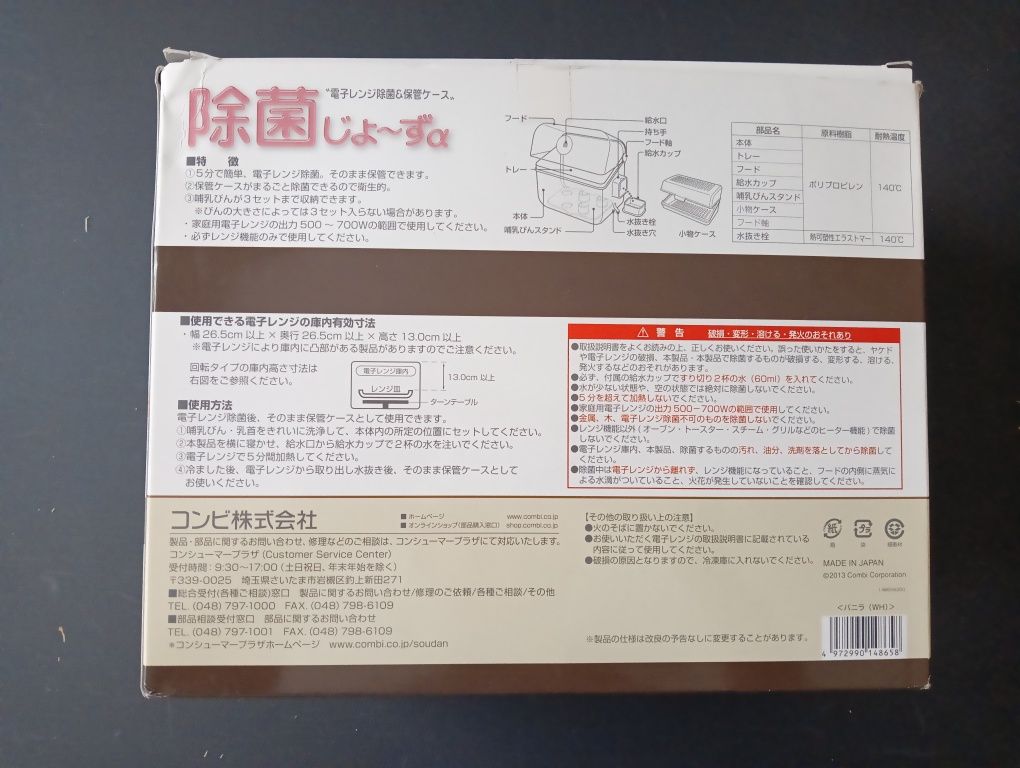 除菌じょ〜ずα
〝電子レンジ除菌&保管ケース〟
■特　徴
①5分で簡単、電子レンジ除菌。そのまま保管できます。
②保管ケースがまるごと除菌できるので衛生的。
③哺乳びんが3セットまで収納できます。
※びんの大きさによっては3セット入らない場合があります。
・家庭用電子レンジの出力500〜700Wの範囲で使用してください。
・必ずレンジ機能のみで使用してください。
フード
トレー
本体
哺乳びんスタンド
給水口
持ち手
フード軸
給水カップ
水抜き栓
水抜き穴
小物ケース
部品名　原料樹脂　耐熱温度
本体
トレー
フード
給水カップ　ポリプロピレン　140℃
哺乳びんスタンド
小物ケース
フード軸
水抜き栓　熱可塑性エラストマー　140℃
■使用できる電子レンジの庫内有効寸法
・幅26.5cm以上×奥行26.5cm以上×高さ13.0cm以上
※電子レンジにより庫内に凸部がある製品がありますのでご注意ください。
回転タイプの庫内高さ寸法は
右図をご参照ください。
電子レンジ庫内
レンジ皿
13.0cm以上
ターンテーブル
■使用方法
電子レンジ除菌後、そのまま保管ケースとして使用できます。
①哺乳びん・乳首をきれいに洗浄して、本体内の所定の位置にセットしてください。
②本製品を横に寝かせ、給水口から給水カップで2杯の水を注いでください。
③電子レンジで5分間加熱してください。
④冷ました後、電子レンジから取り出し水抜き後、そのまま保管ケースとして
お使いください。
⚠警告　破損・変形・溶ける・発火のおそれあり
●取扱説明書をよくお読みの上、正しくお使いください。誤った使いかたをすると、ヤケド
や電子レンジの破損、本製品・本製品で除菌するものが破損する、変形する、溶ける、
発火するなどのおそれがあります。
●必ず、付属の給水カップですり切り2杯の水（60ml）を入れてください。
●水が少ない状態や、空の状態では絶対に除菌しないでください。
●5分を超えて加熱しないでください。
●家庭用電子レンジの出力500-700Wの範囲で使用してください。
●金属、木、電子レンジ除菌不可のものを除菌しないでください。
●レンジ機能以外（オーブン・トースター・スチーム・グリルなどのヒーター機能）で除菌
しないでください。
●電子レンジ庫内、本製品、除菌するものの汚れ、油分、洗剤を落としてから除菌して
ください。
●除菌中は電子レンジから離れず、レンジ機能になっていること、フードの内側に蒸気に
よる水滴がついていること、火花が発生していないことを確認してください。
コンビ株式会社
■ホームページ　www.combi.co.jp
■オンラインショップ（部品購入窓口）　shop.combi.co.jp
製品・部品に関するお問い合わせ、修理などのご相談は、コンシューマープラザにて対応いたします。
コンシューマープラザ (Customer Service Center)
受付時間：9:30〜17:00（土日祝日、年末年始を除く）
〒339-0025　埼玉県さいたま市岩槻区釣上新田271
■総合受付(各種ご相談)窓口　製品に関するお問い合わせ/修理のご依頼/各種ご相談/その他
TEL. (048) 797-1000　FAX. (048) 798-6109
■部品相談受付窓口　部品に関するお問い合わせ
TEL. (048) 797-1001　FAX. (048) 798-6109
＊コンシューマープラザホームページ　www.combi.co.jp/soudan
【その他の取り扱い上の注意】
●火のそばに置かないでください。
●お使いいただく電子レンジの取扱説明書に記載されている
内容に従って使用してください。
●破損の原因となりますので、冷凍庫に入れないでください。
※製品の仕様は改良の予告なしに変更することがあります。
紙
プラ
箱
袋
緩衝材
MADE IN JAPAN
©2013 Combi Corporation
＜バニラ（WH）＞
4 972990 148658